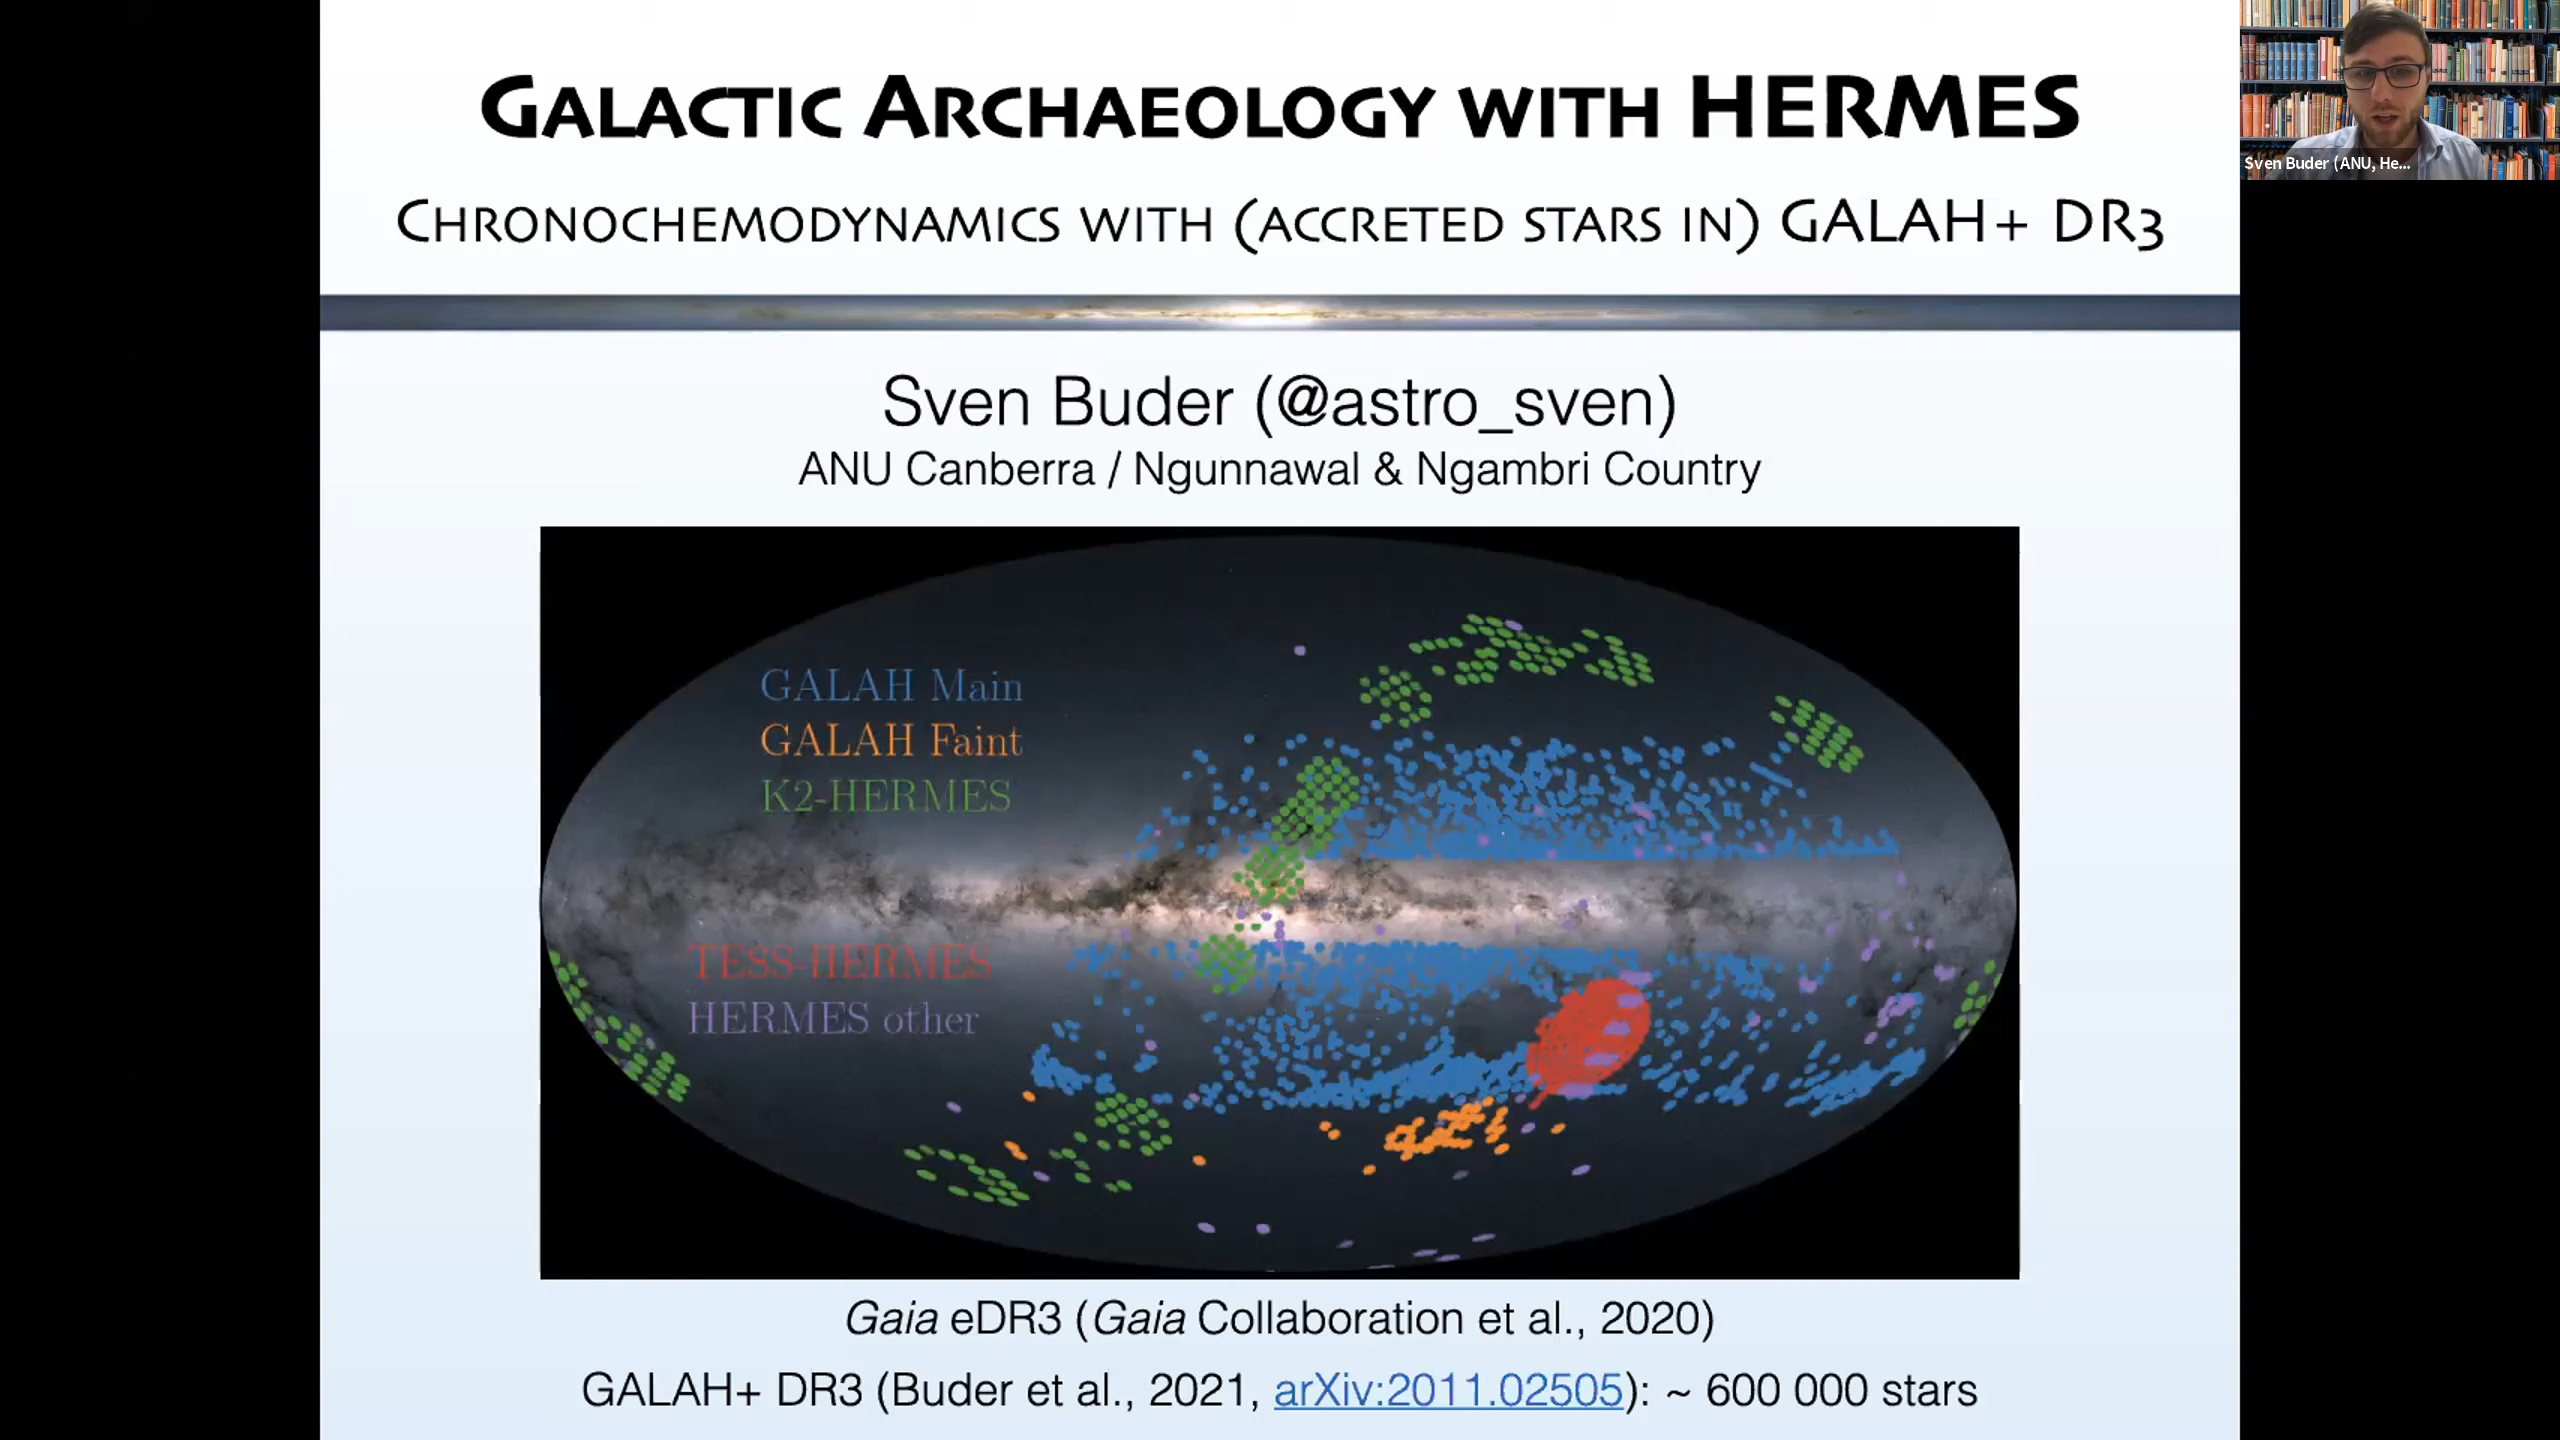 GALACTIC ARCHAEOLOGY WITH HERMES
CHRONOCHEMODYNAMICS WITH (ACCRETED STARS IN) GALAH+ DR3
Sven Buder (ANU, He...
Sven Buder (@astro_sven)
ANU Canberra / Ngunnawal & Ngambri Country
GALAH Main
GALAH Faint
K2-HERMES
TESS-HERMES
HERMES other
Gaia eDR3 (Gaia Collaboration et al., 2020)
GALAH+ DR3 (Buder et al., 2021, arXiv:2011.02505): ~ 600 000 stars